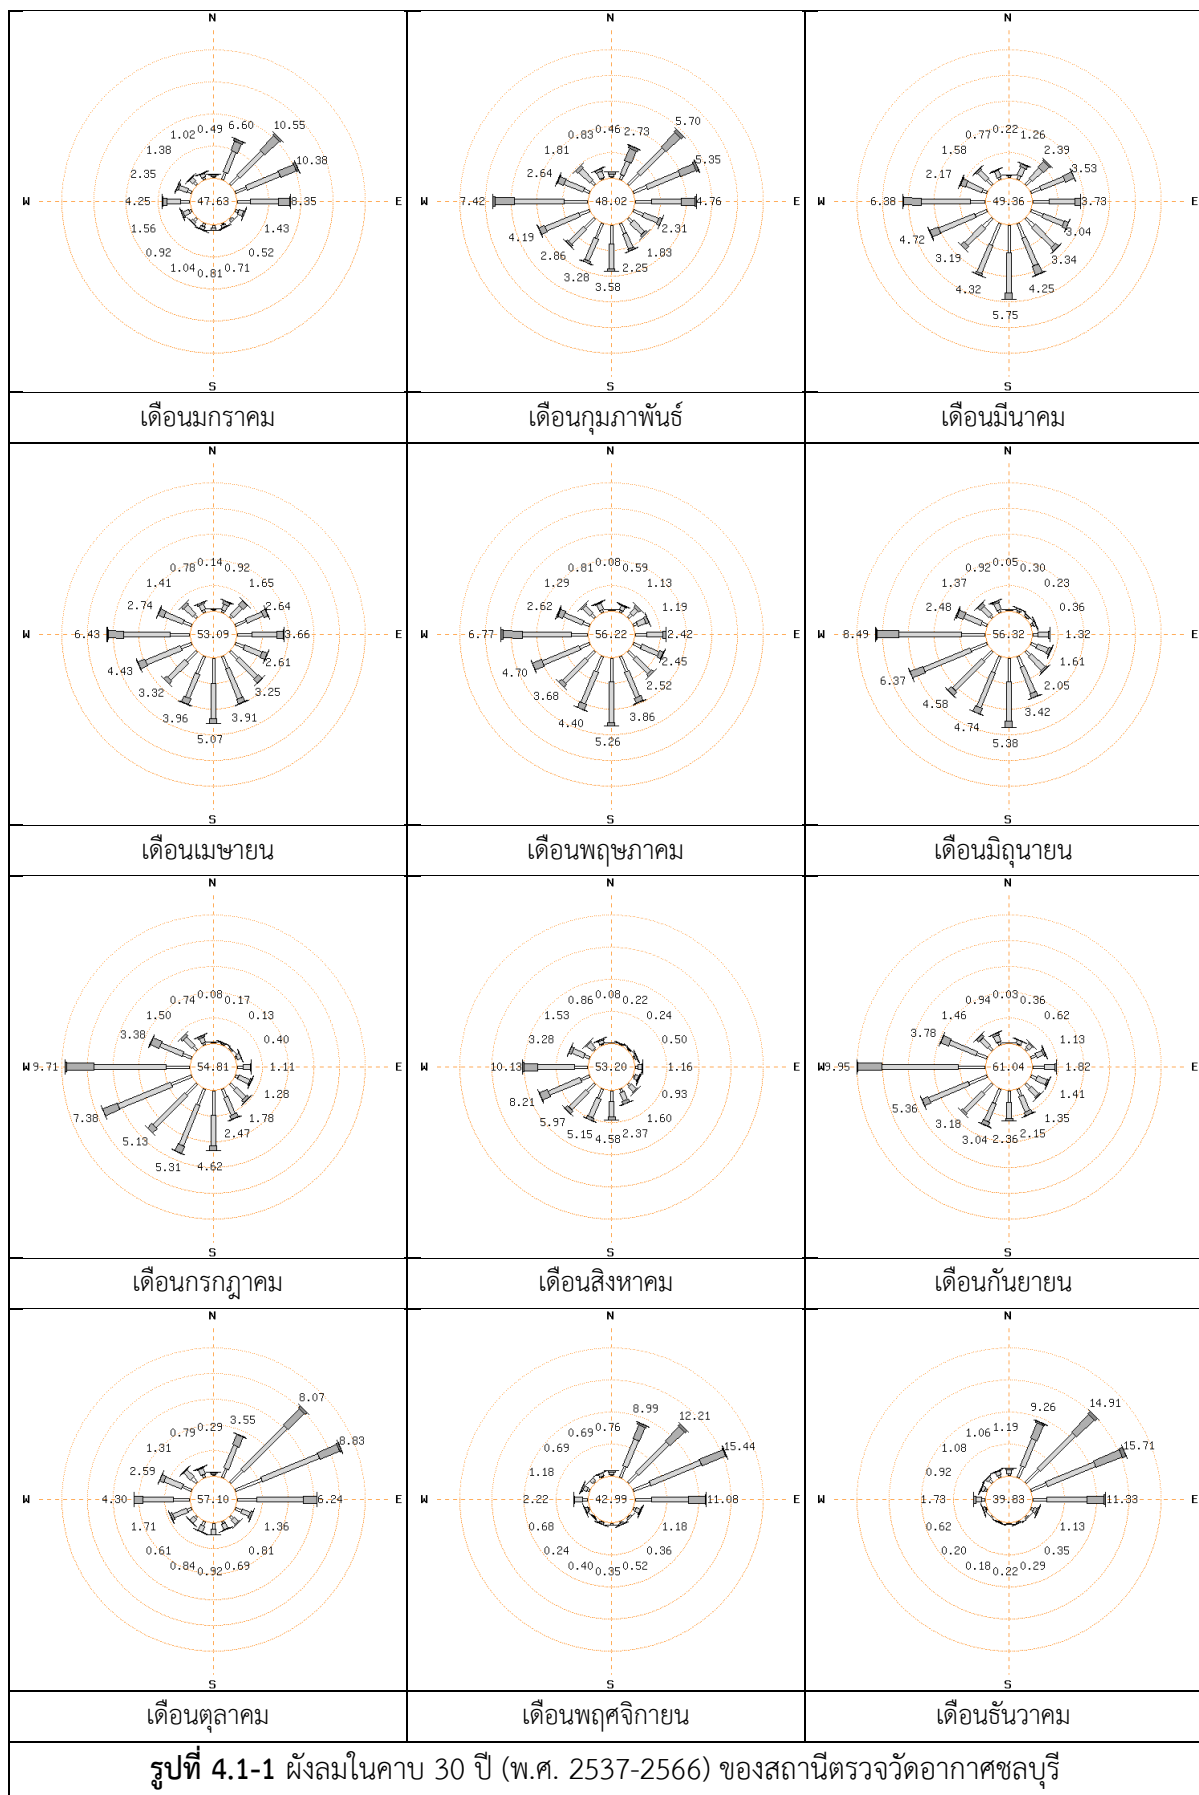 N
0.49 6.60 10.55
1.02
1.38 10.38
2.35
W 4.25 47.63 8.35 E
1.56 1.43
0.92 0.52
1.04 0.81 0.71
S
เดือนมกราคม
N
0.46 2.73 5.70
0.83
1.81 5.35
2.64
W 7.42 48.02 4.76 E
4.19 2.31
2.86 1.83
3.28 2.25
3.58
S
เดือนกุมภาพันธ์
N
0.22 1.26
0.77 2.39
1.58 3.53
2.17
W 6.38 49.36 3.73 E
4.72 3.04
3.19 3.34
4.32 4.25
5.75
S
เดือนมีนาคม
N
0.78 0.14 0.92
1.41 1.65
2.74 2.64
W 6.43 53.09 3.66 E
4.43 2.61
3.32 3.25
3.96 3.91
5.07
S
เดือนเมษายน
N
0.81 0.08 0.59
1.29 1.13
2.62 1.19
W 6.77 56.22 2.42 E
4.70 2.45
3.68 2.52
4.40 3.86
5.26
S
เดือนพฤษภาคม
N
0.92 0.05 0.30
1.37 0.23
2.48 0.36
W 8.49 56.32 1.32 E
6.37 1.61
4.58 2.05
4.74 3.42
5.38
S
เดือนมิถุนายน
N
0.74 0.08 0.17
1.50 0.13
3.38 0.40
W 9.71 54.81 1.11 E
7.38 1.28
5.13 1.78
5.31 4.62 2.47
S
เดือนกรกฎาคม
N
0.86 0.08 0.22
1.53 0.24
3.28 0.50
W 10.13 53.20 1.16 E
8.21 0.93
5.97 1.60
5.15 4.58 2.37
S
เดือนสิงหาคม
N
0.94 0.03 0.36
1.46 0.62
3.78 1.13
W 9.95 61.04 1.82 E
5.36 1.41
3.18 1.35
3.04 2.36 2.15
S
เดือนกันยายน
N
8.07
0.79 0.29 3.55
1.31 8.83
2.59
W 4.30 57.10 6.24 E
1.71 1.36
0.61 0.81
0.84 0.92 0.69
S
เดือนตุลาคม
N
8.99 12.21
0.69 0.76
0.69 15.44
1.18
W 2.22 42.99 11.08 E
0.68 1.18
0.24 0.36
0.40 0.35 0.52
S
เดือนพฤศจิกายน
N
9.26 14.91
1.06 1.19
1.08 15.71
0.92
W 1.73 39.83 11.33 E
0.62 1.13
0.20 0.35
0.18 0.22 0.29
S
เดือนธันวาคม
รูปที่ 4.1-1 ผังลมในคาบ 30 ปี (พ.ศ. 2537-2566) ของสถานีตรวจวัดอากาศชลบุรี